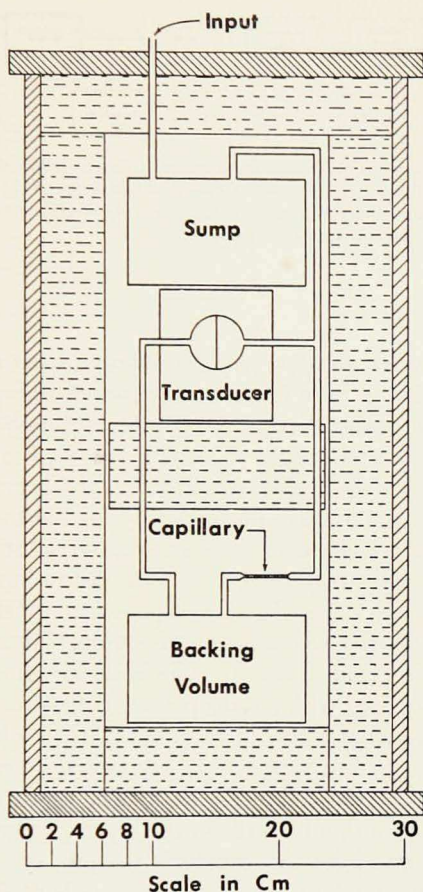 Input
Sump
Transducer
Capillary
Backing
Volume
0 2 4 6 8 10 20 30
Scale in Cm